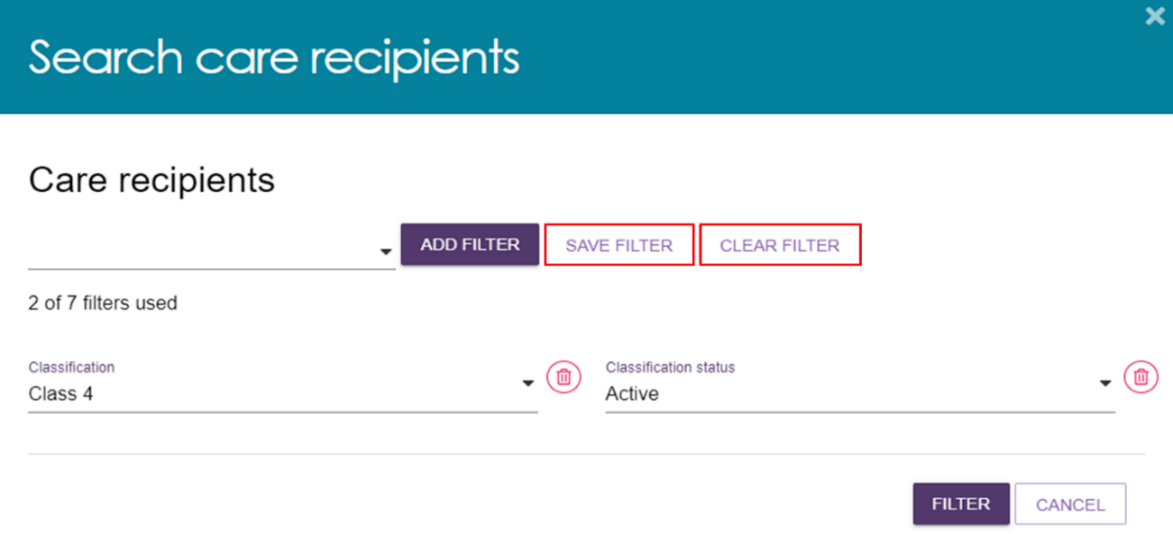 Search care recipients
Care recipients
ADD FILTER
SAVE FILTER
CLEAR FILTER
2 of 7 filters used
Classification
Class 4
Classification status
Active
FILTER
CANCEL